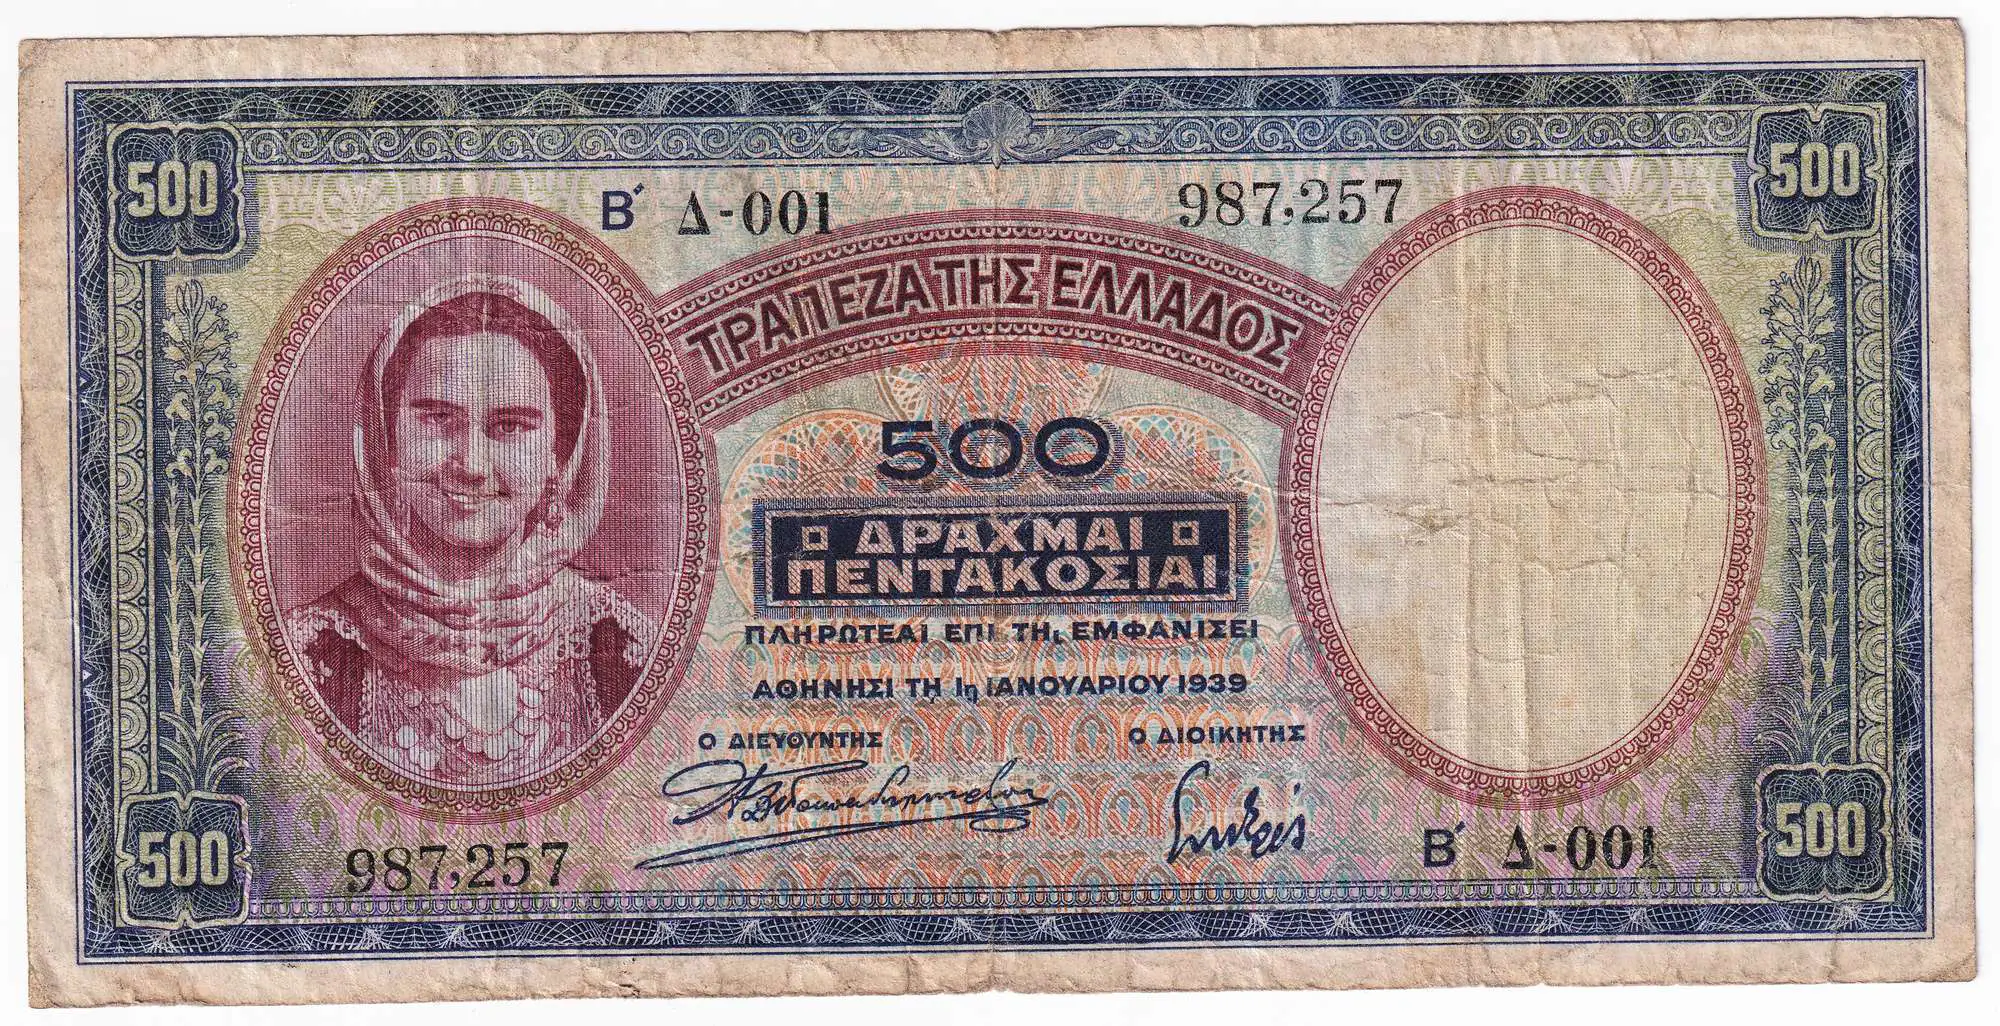 500
500
Β΄ Δ-001
987,257
ΤΡΑΠΕΖΑ ΤΗΣ ΕΛΛΑΔΟΣ
500
ΔΡΑΧΜΑΙ
ΠΕΝΤΑΚΟΣΙΑΙ
ΠΛΗΡΩΤΕΑΙ ΕΠΙ ΤΗι ΕΜΦΑΝΙΣΕΙ
ΑΘΗΝΗΣΙ ΤΗ 1η ΙΑΝΟΥΑΡΙΟΥ 1939
Ο ΔΙΕΥΘΥΝΤΗΣ
Ο ΔΙΟΙΚΗΤΗΣ
987,257
Β΄ Δ-001
500
500